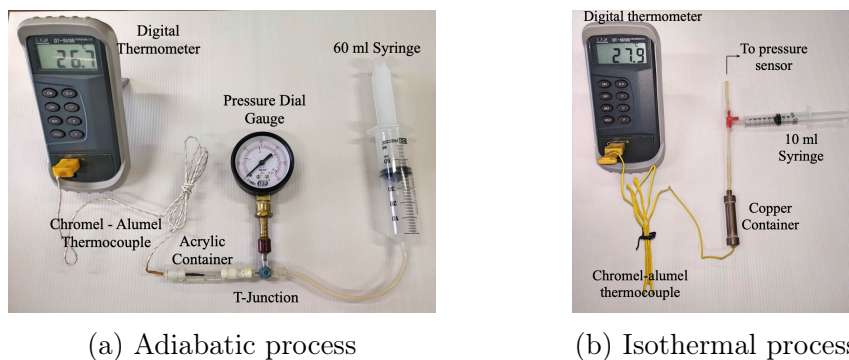 Digital
Thermometer
26.7
60 ml Syringe
Pressure Dial
Gauge
Chromel - Alumel
Thermocouple
Acrylic
Container
T-Junction
(a) Adiabatic process
Digital thermometer
27.9
To pressure
sensor
10 ml
Syringe
Copper
Container
Chromel-alumel
thermocouple
(b) Isothermal process